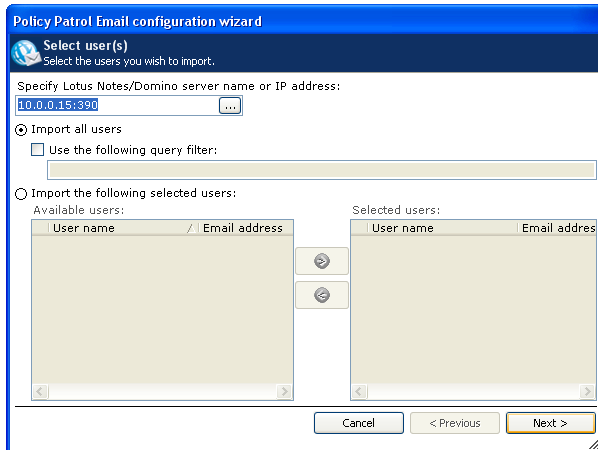 Policy Patrol Email configuration wizard
Select user(s)
Select the users you wish to import.
Specify Lotus Notes/Domino server name or IP address:
10.0.0.15:390 ...
Import all users
Use the following query filter:
Import the following selected users:
Available users: Selected users:
User name / Email address User name Email addres
> 
<
Cancel < Previous Next >